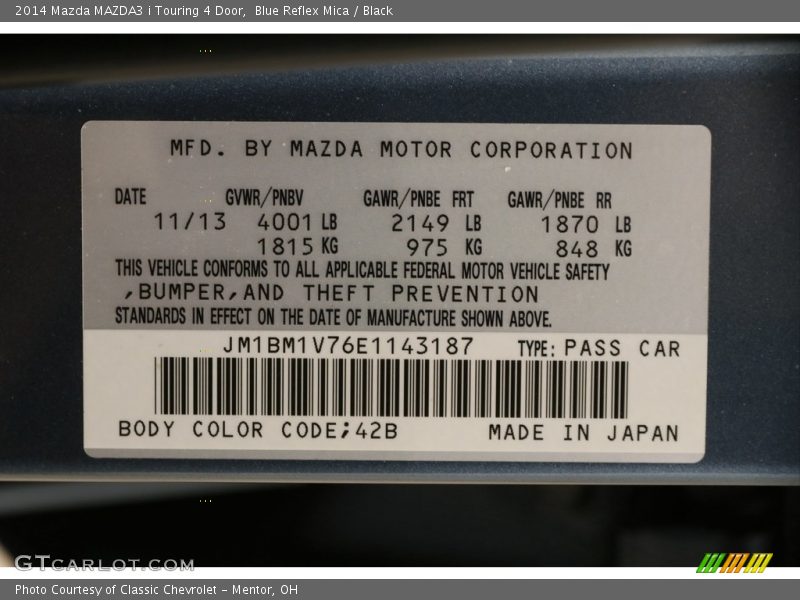 2014 Mazda MAZDA3 i Touring 4 Door,  Blue Reflex Mica / Black
MFD. BY MAZDA MOTOR CORPORATION
DATE GVWR/PNBV GAWR/PNBE FRT GAWR/PNBE RR
11/13 4001 LB 2149 LB 1870 LB
1815 KG 975 KG 848 KG
THIS VEHICLE CONFORMS TO ALL APPLICABLE FEDERAL MOTOR VEHICLE SAFETY
,BUMPER,AND THEFT PREVENTION
STANDARDS IN EFFECT ON THE DATE OF MANUFACTURE SHOWN ABOVE.
JM1BM1V76E1143187 TYPE: PASS CAR
BODY COLOR CODE;42B MADE IN JAPAN
GTCARLOT.COM
Photo Courtesy of Classic Chevrolet - Mentor, OH